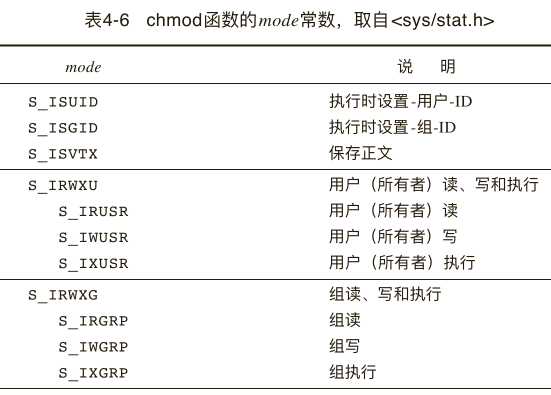 表4-6 chmod函数的mode常数，取自<sys/stat.h>
mode 说 明
S_ISUID 执行时设置-用户-ID
S_ISGID 执行时设置-组-ID
S_ISVTX 保存正文
S_IRWXU 用户（所有者）读、写和执行
S_IRUSR 用户（所有者）读
S_IWUSR 用户（所有者）写
S_IXUSR 用户（所有者）执行
S_IRWXG 组读、写和执行
S_IRGRP 组读
S_IWGRP 组写
S_IXGRP 组执行